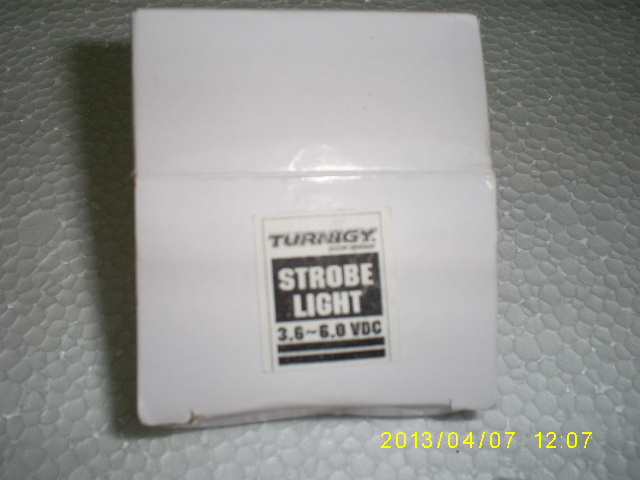 TURNIGY
STROBE
LIGHT
3.6~6.0 VDC
2013/04/07 12:07